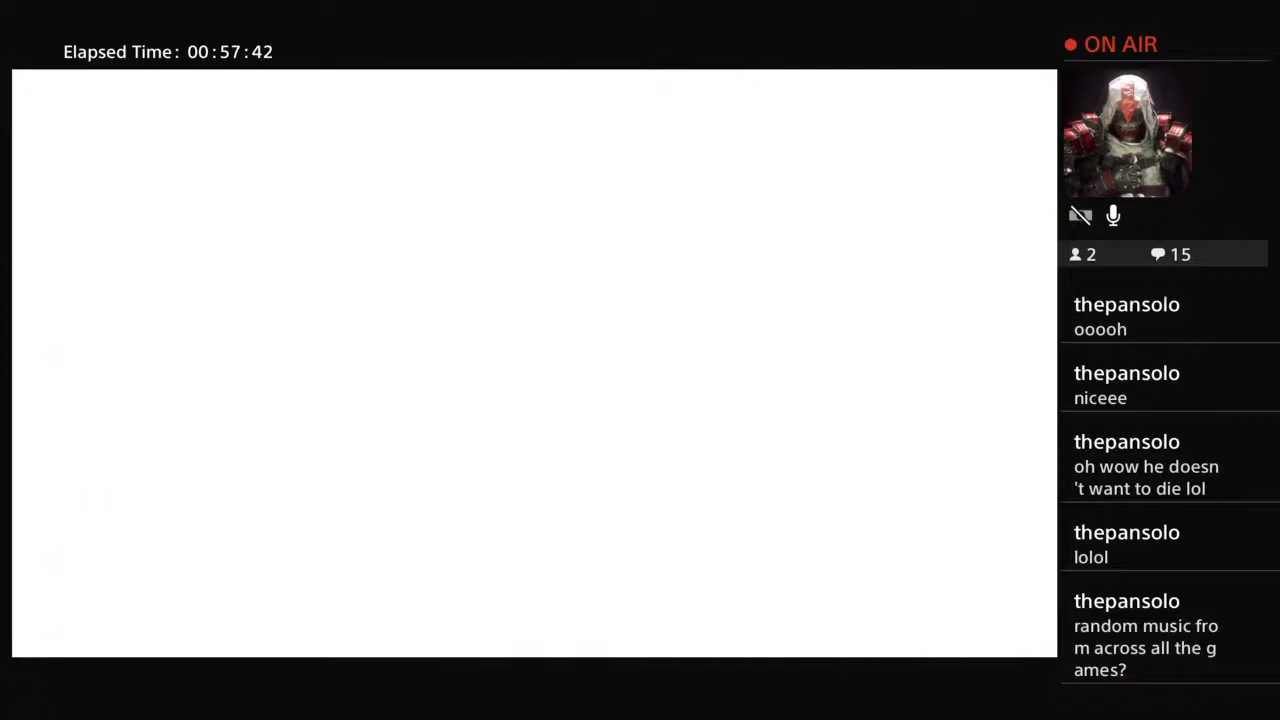 Elapsed Time: 00:57:42
ON AIR
2 15
thepansolo
ooooh
thepansolo
niceee
thepansolo
oh wow he doesn
't want to die lol
thepansolo
lolol
thepansolo
random music fro
m across all the g
ames?